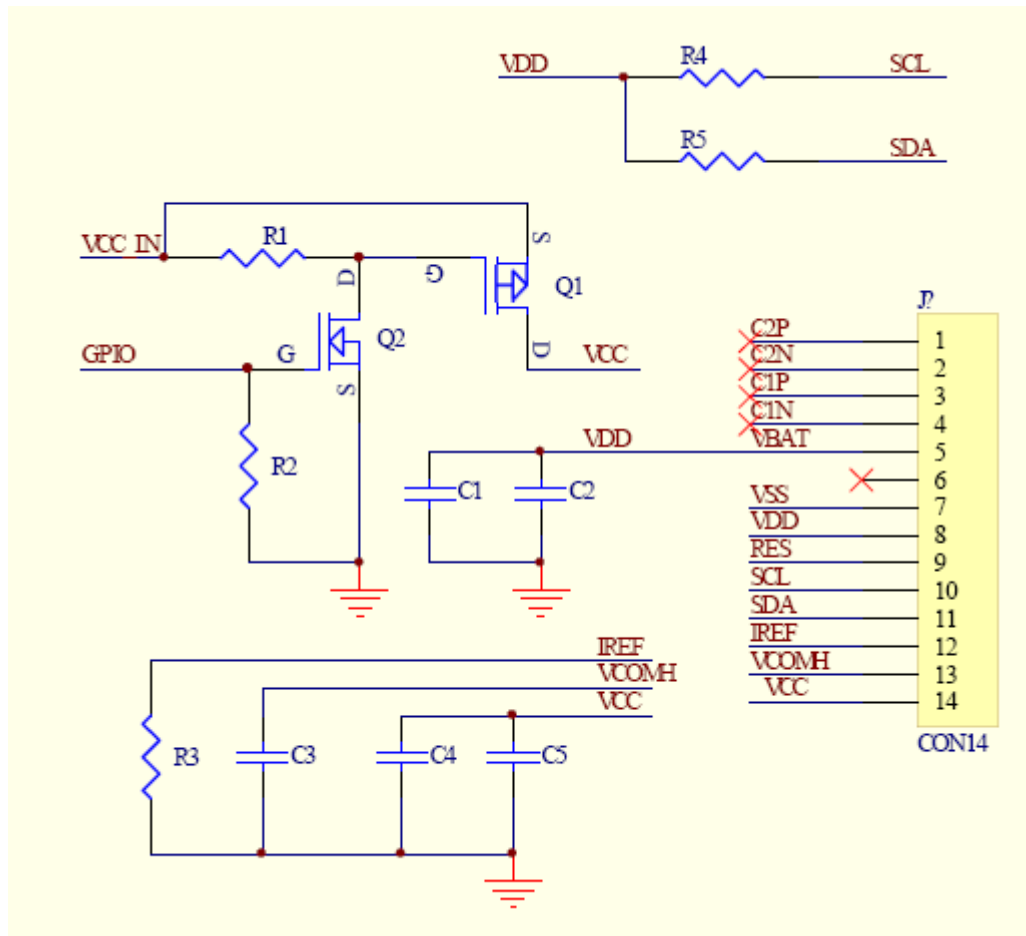 VDD R4 SCL
R5 SDA
VCC IN R1 S
D G Q1
Q2
GPIO G D VCC
S
R2
J?
C2P 1
C2N 2
C1P 3
C1N 4
VDD VBAT 5
C1 C2 6
VSS 7
VDD 8
RES 9
SCL 10
SDA 11
IREF 12
VCOMH 13
VCC 14
CON14
IREF
VCOMH
VCC
R3 C3 C4 C5